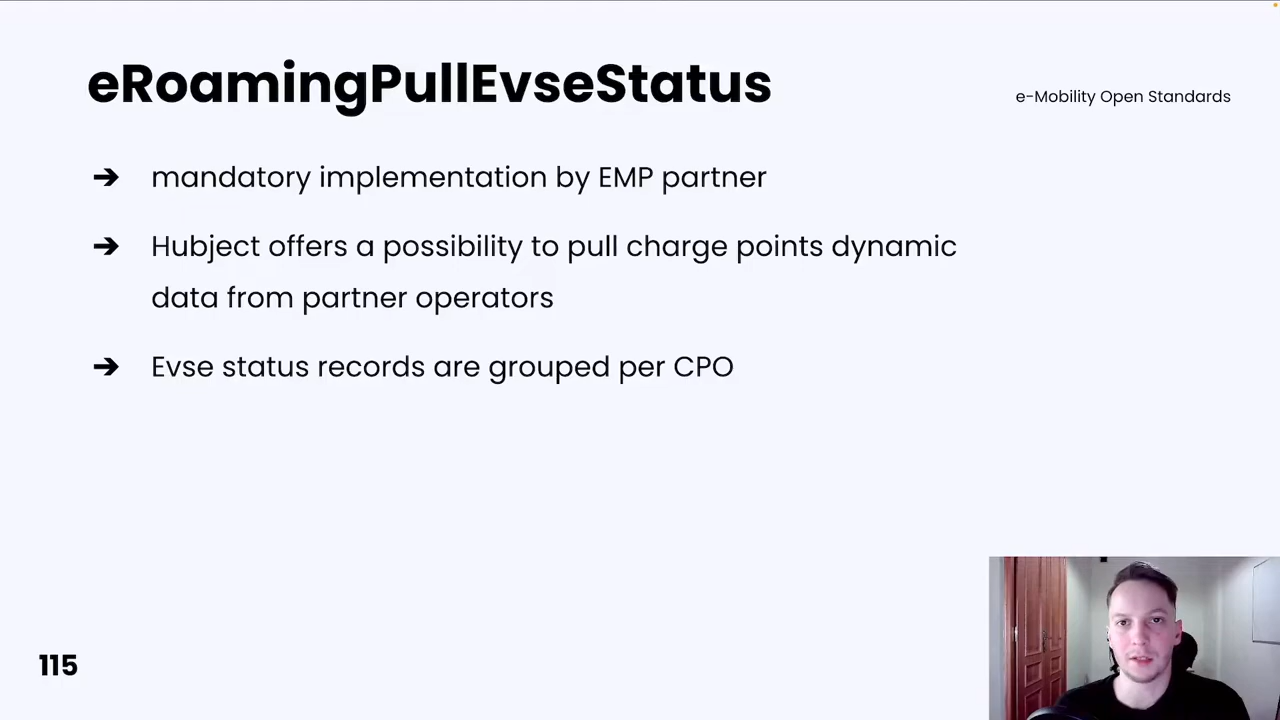 eRoamingPullEvseStatus
e-Mobility Open Standards
➔ mandatory implementation by EMP partner
➔ Hubject offers a possibility to pull charge points dynamic
data from partner operators
➔ Evse status records are grouped per CPO
115